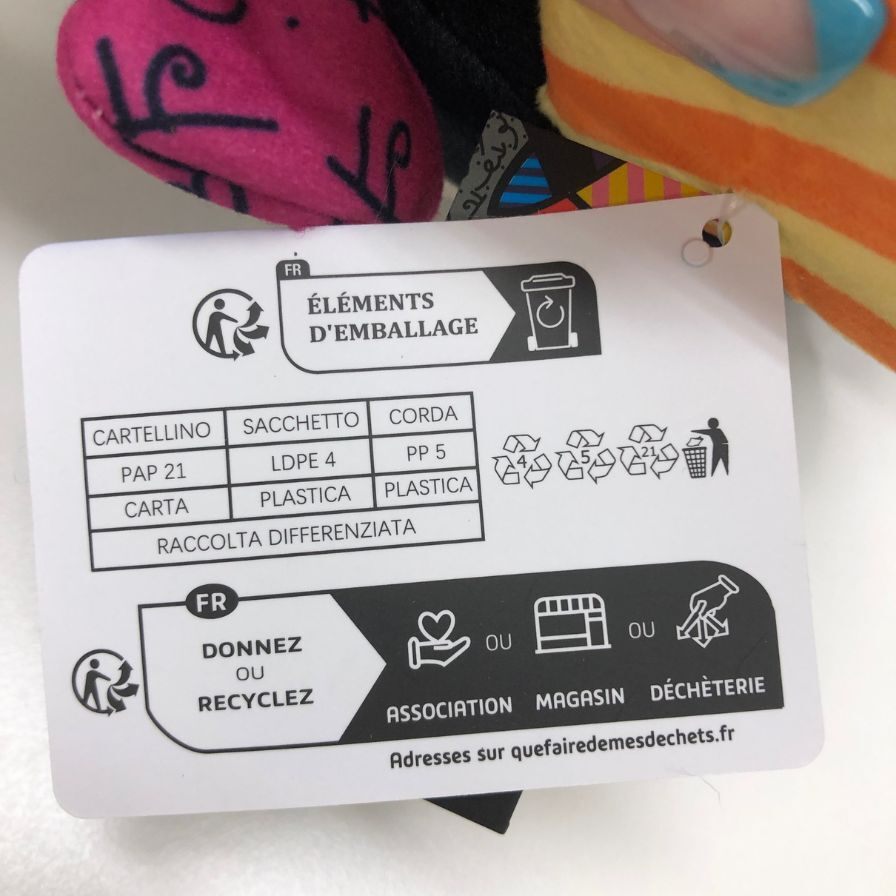 FR
ÉLÉMENTS
D'EMBALLAGE
CARTELLINO SACCHETTO CORDA
PAP 21 LDPE 4 PP 5
CARTA PLASTICA PLASTICA
RACCOLTA DIFFERENZIATA
4 5 21
FR
DONNEZ
OU
RECYCLEZ
OU OU
ASSOCIATION MAGASIN DÉCHÈTERIE
Adresses sur quefairedemesdechets.fr